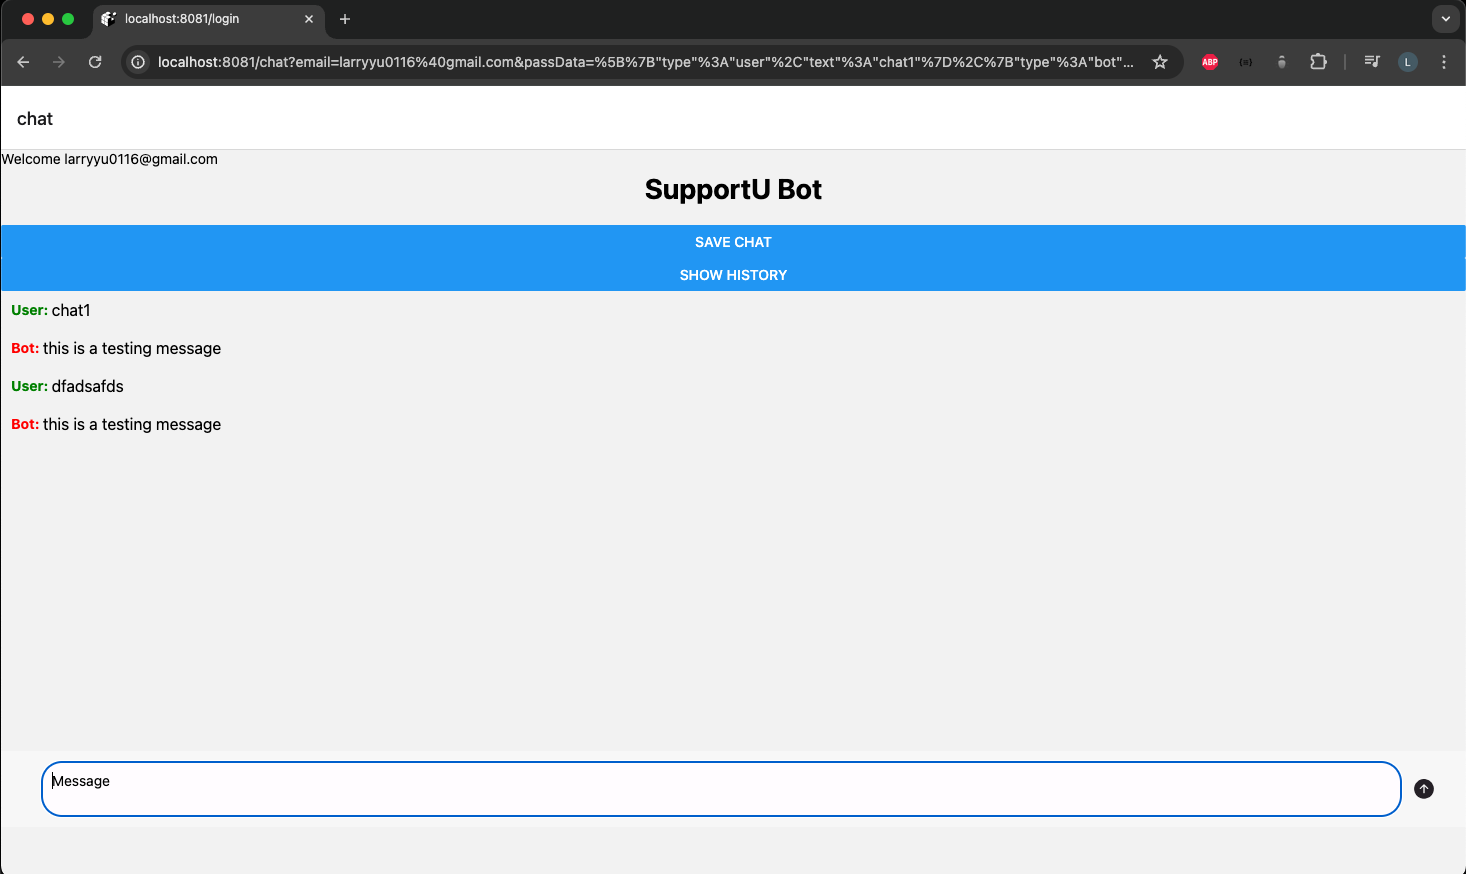 localhost:8081/login
localhost:8081/chat?email=larryyu0116%40gmail.com&passData=%5B%7B"type"%3A"user"%2C"text"%3A"chat1"%7D%2C%7B"type"%3A"bot"...
ABP
L
chat
Welcome larryyu0116@gmail.com
SupportU Bot
SAVE CHAT
SHOW HISTORY
User: chat1
Bot: this is a testing message
User: dfadsafds
Bot: this is a testing message
Message